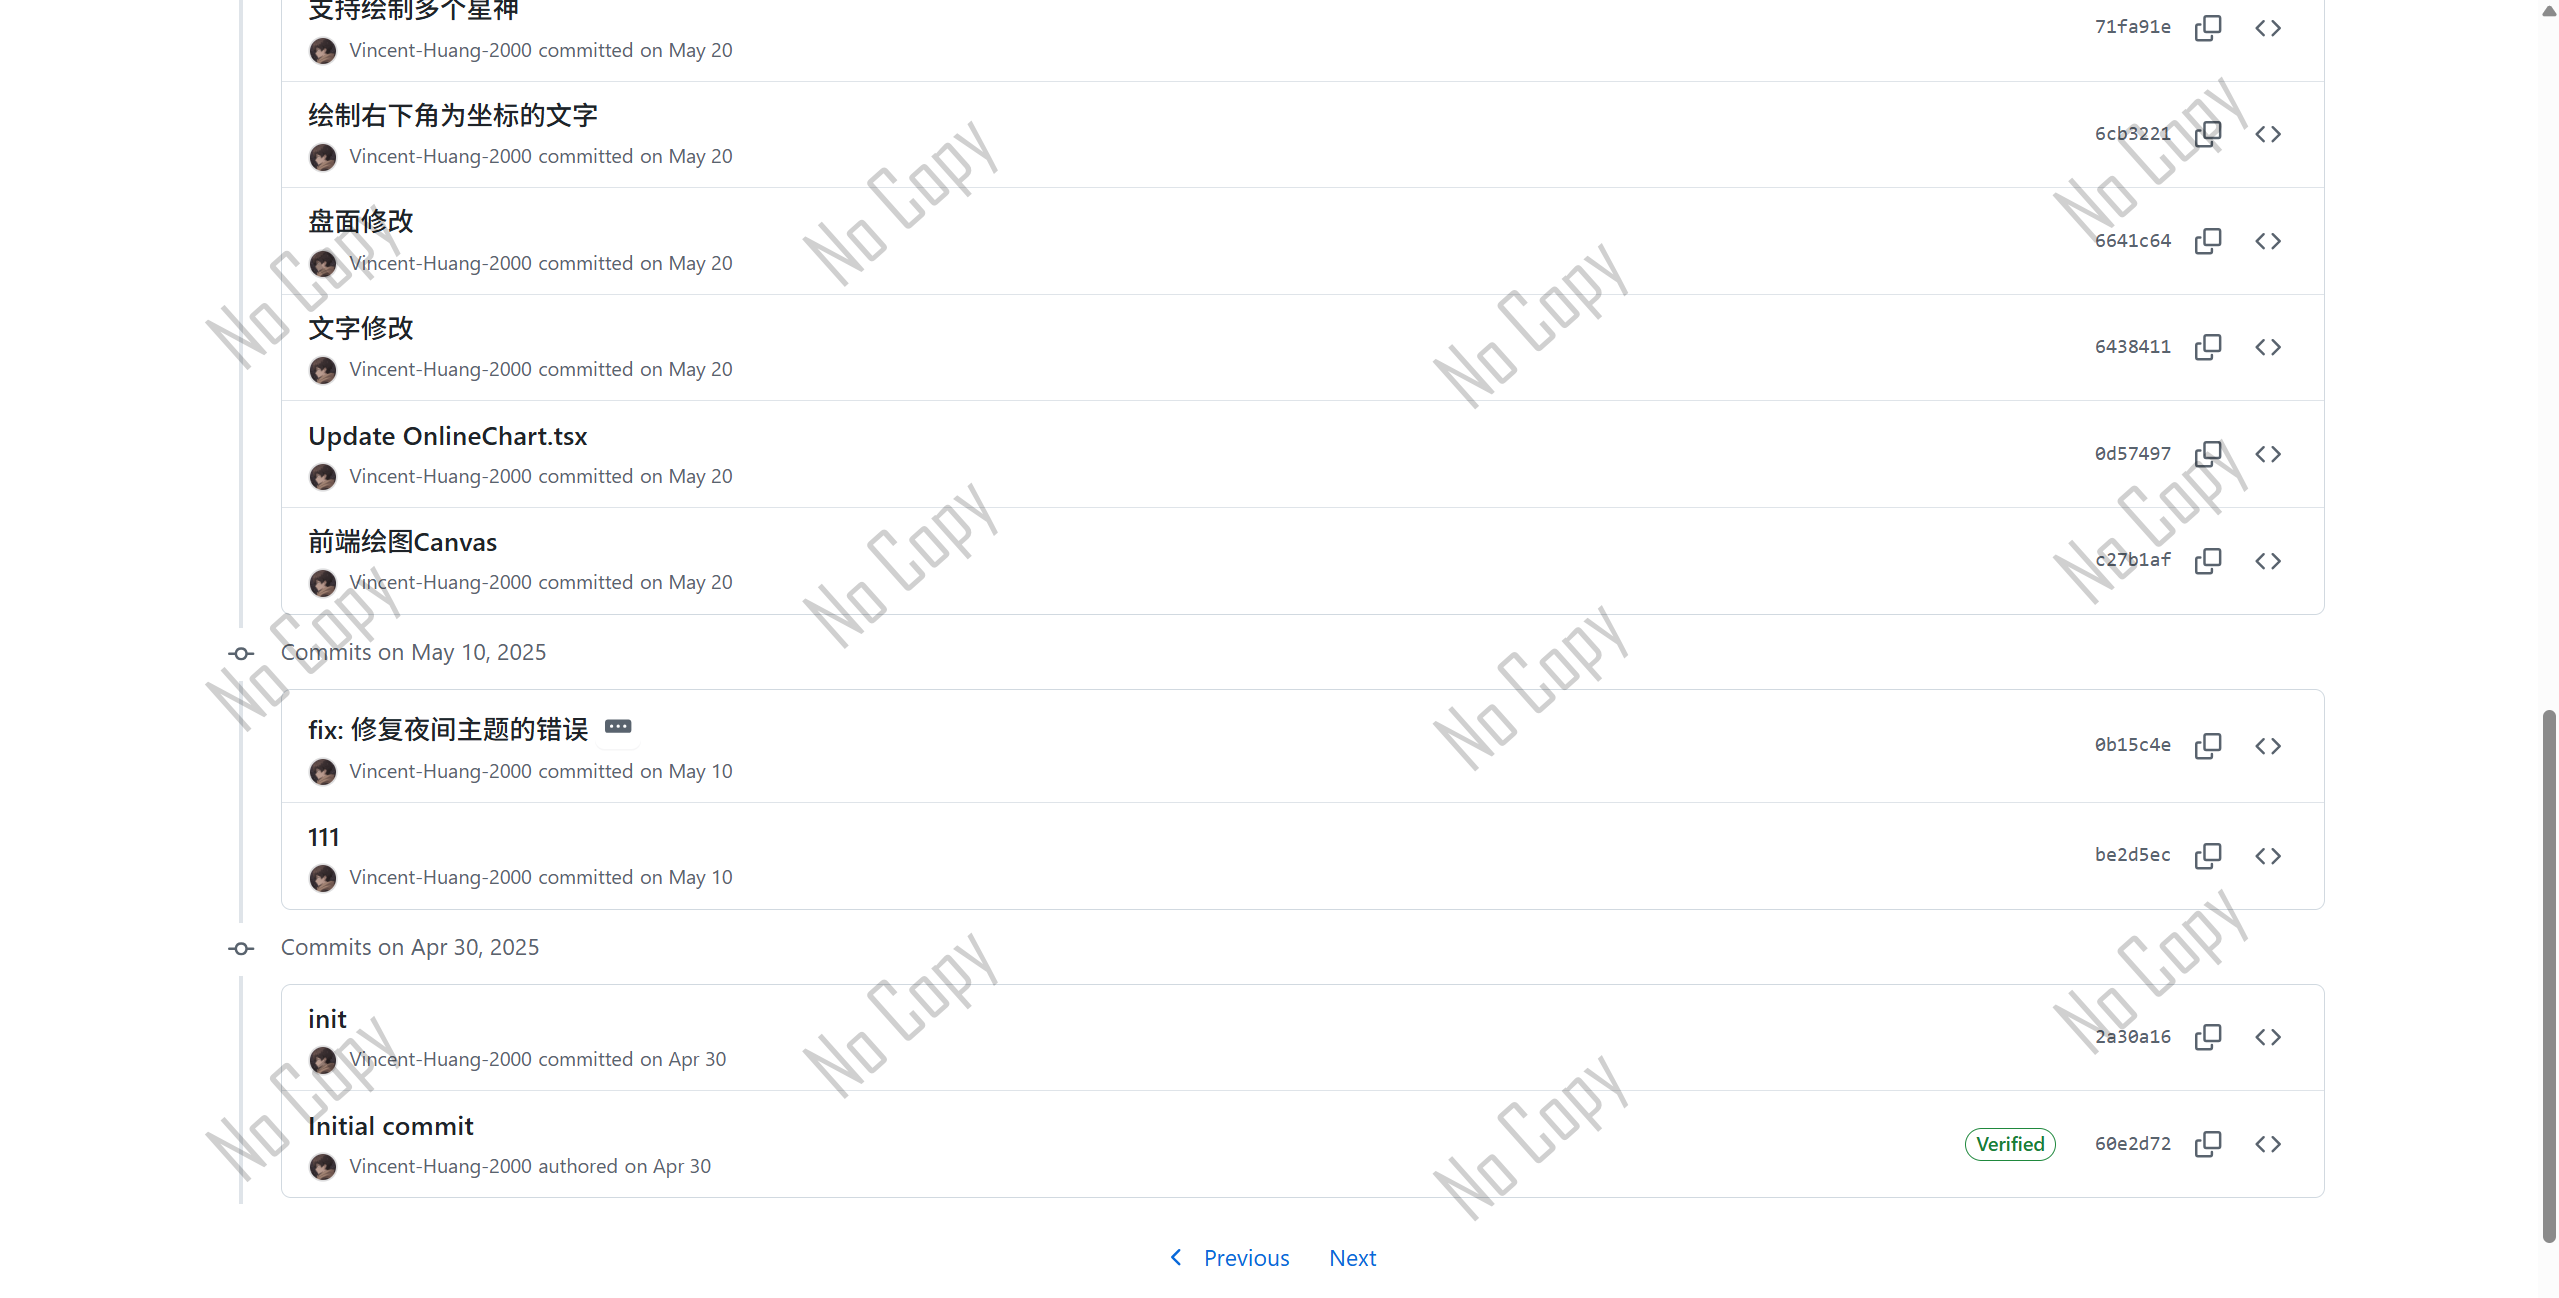 支持绘制多个星神
Vincent-Huang-2000 committed on May 20
71fa91e
绘制右下角为坐标的文字
Vincent-Huang-2000 committed on May 20
6cb3221
盘面修改
Vincent-Huang-2000 committed on May 20
6641c64
文字修改
Vincent-Huang-2000 committed on May 20
6438411
Update OnlineChart.tsx
Vincent-Huang-2000 committed on May 20
0d57497
前端绘图Canvas
Vincent-Huang-2000 committed on May 20
c27b1af
Commits on May 10, 2025
fix: 修复夜间主题的错误
Vincent-Huang-2000 committed on May 10
0b15c4e
111
Vincent-Huang-2000 committed on May 10
be2d5ec
Commits on Apr 30, 2025
init
Vincent-Huang-2000 committed on Apr 30
2a30a16
Initial commit
Vincent-Huang-2000 authored on Apr 30
Verified
60e2d72
Previous
Next
No Copy
No Copy
No Copy
No Copy
No Copy
No Copy
No Copy
No Copy
No Copy
No Copy
No Copy
No Copy